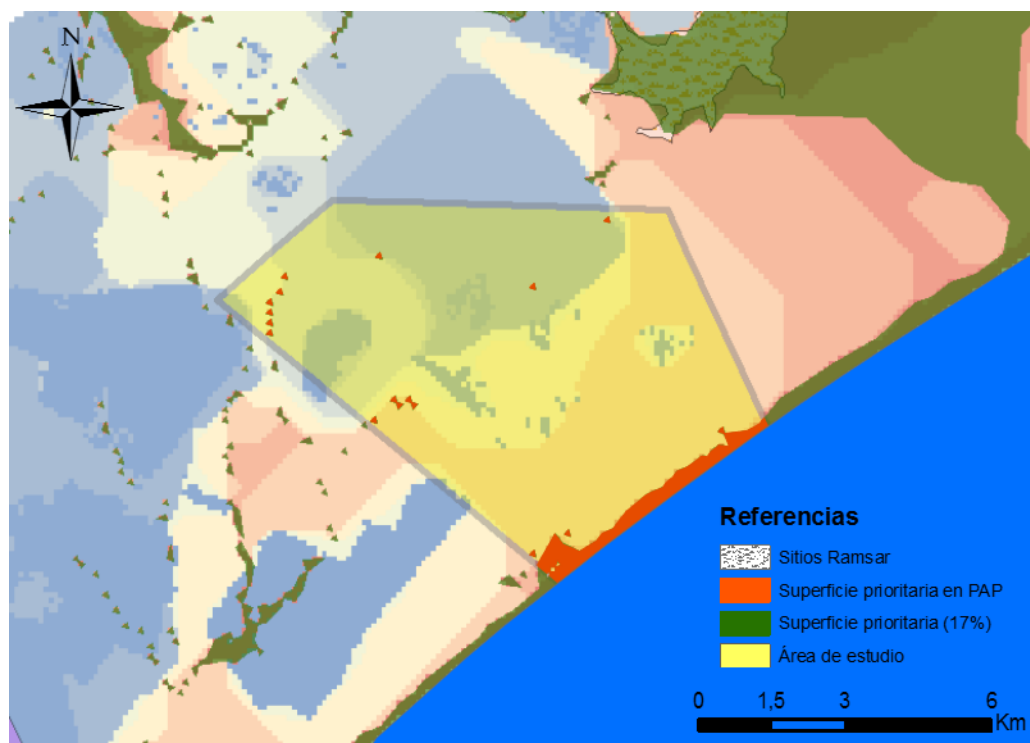 N
Referencias
Sitios Ramsar
Superficie prioritaria en PAP
Superficie prioritaria (17%)
Área de estudio
0 1,5 3 6
Km